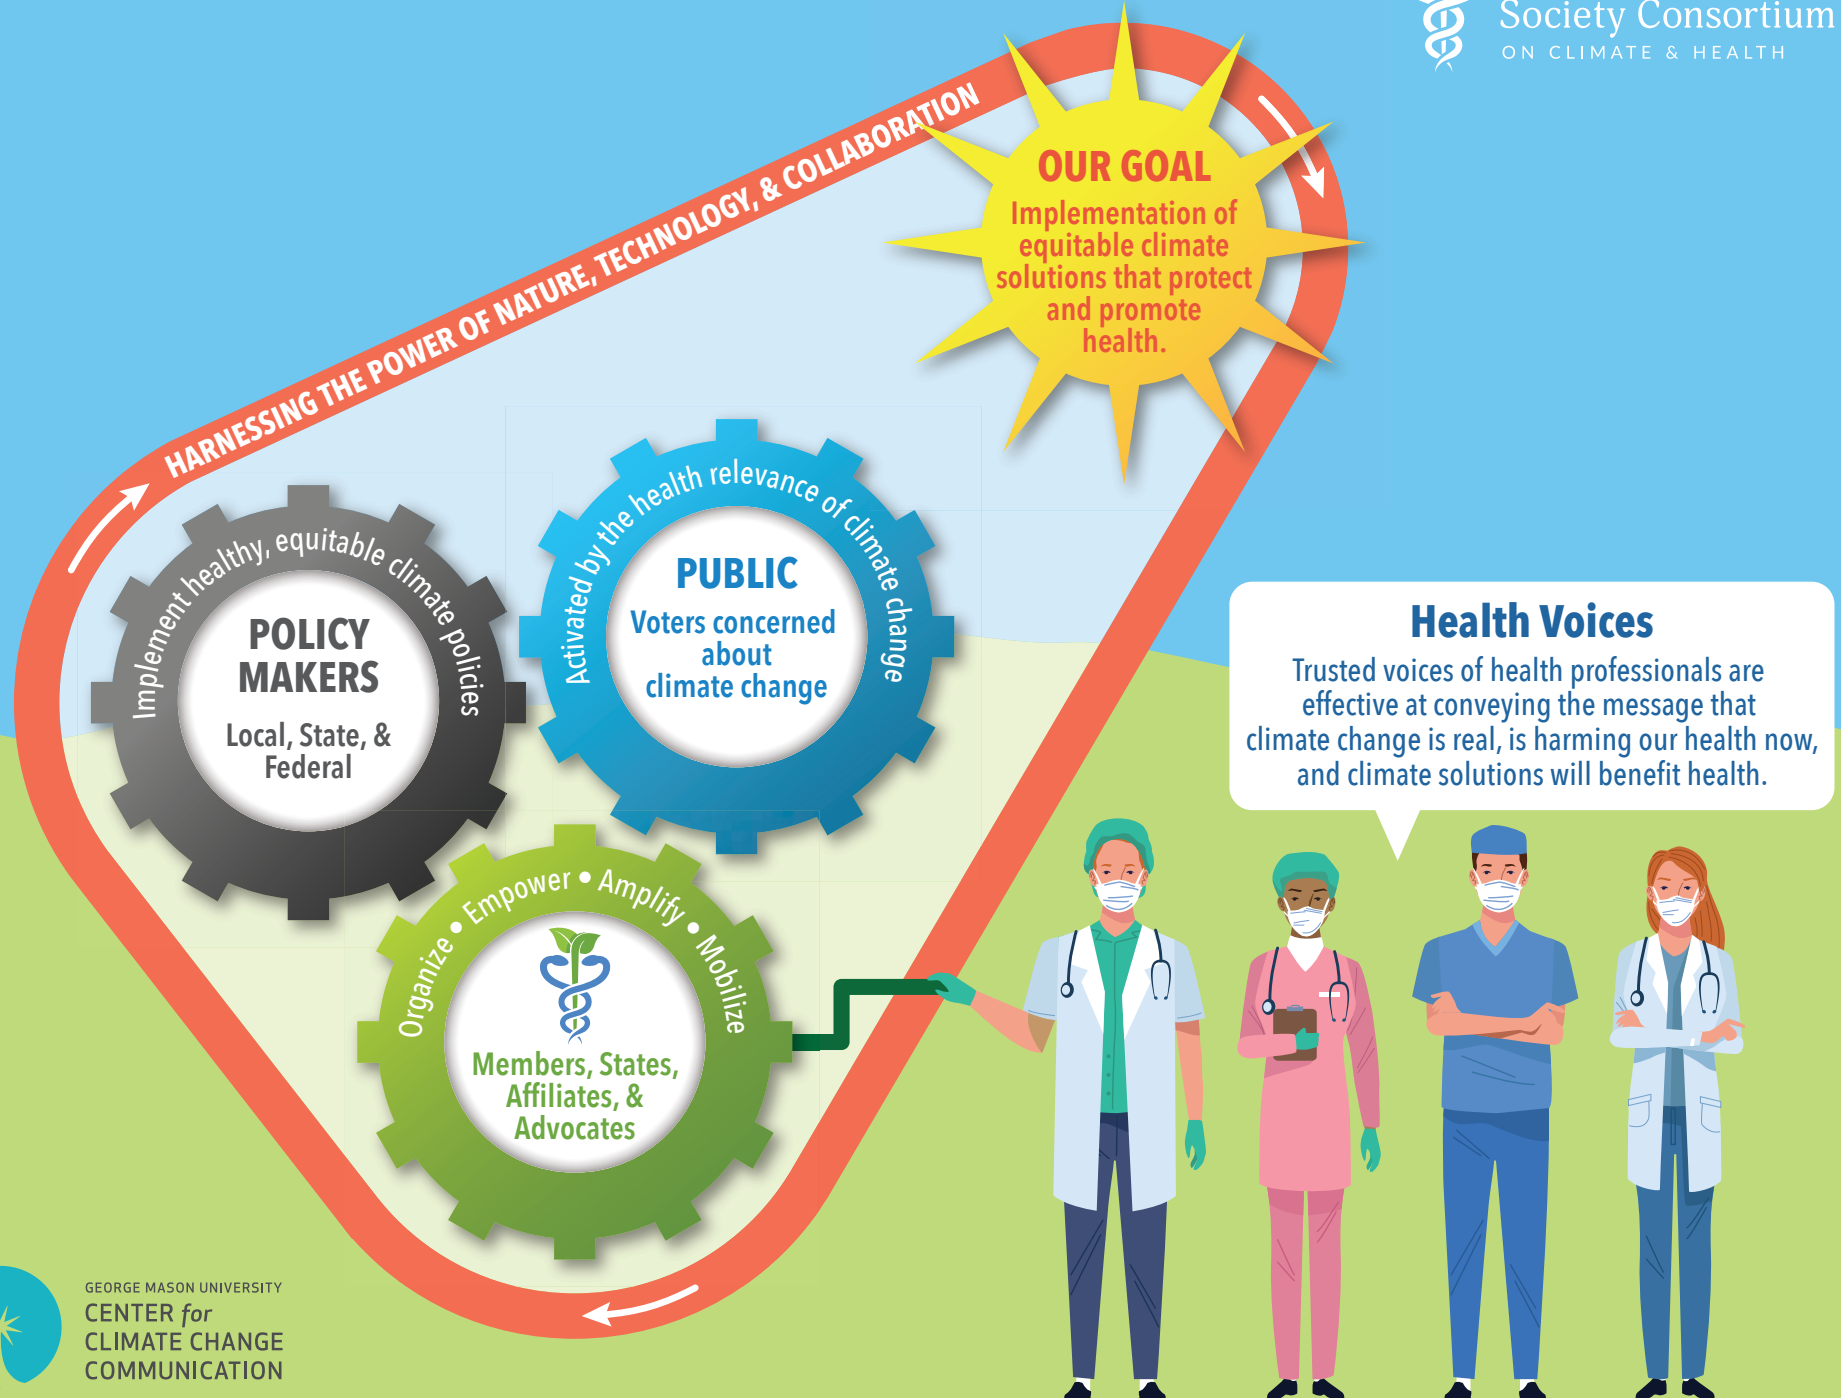 Society Consortium
ON CLIMATE & HEALTH
HARNESSING THE POWER OF NATURE, TECHNOLOGY, & COLLABORATION
OUR GOAL
Implementation of
equitable climate
solutions that protect
and promote
health.
Activated by the health relevance of climate change
PUBLIC
Voters concerned
about
climate change
Implement healthy, equitable climate policies
POLICY
MAKERS
Local, State, &
Federal
Organize • Empower • Amplify • Mobilize
Members, States,
Affiliates, &
Advocates
Health Voices
Trusted voices of health professionals are
effective at conveying the message that
climate change is real, is harming our health now,
and climate solutions will benefit health.
GEORGE MASON UNIVERSITY
CENTER for
CLIMATE CHANGE
COMMUNICATION